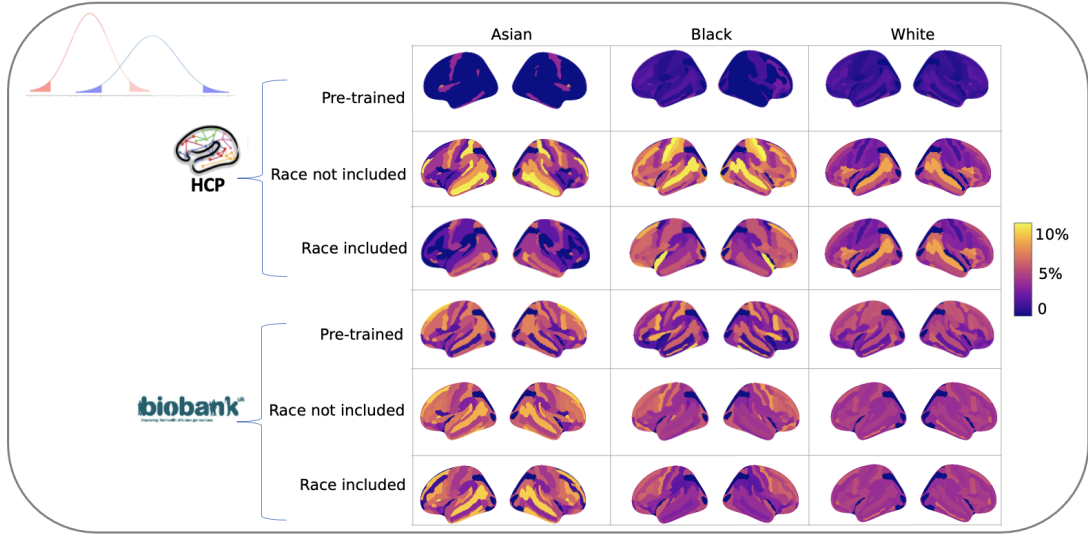 Asian Black White
Pre-trained
Race not included
HCP
Race included
10%
5%
0
Pre-trained
biobank uk
Race not included
Race included